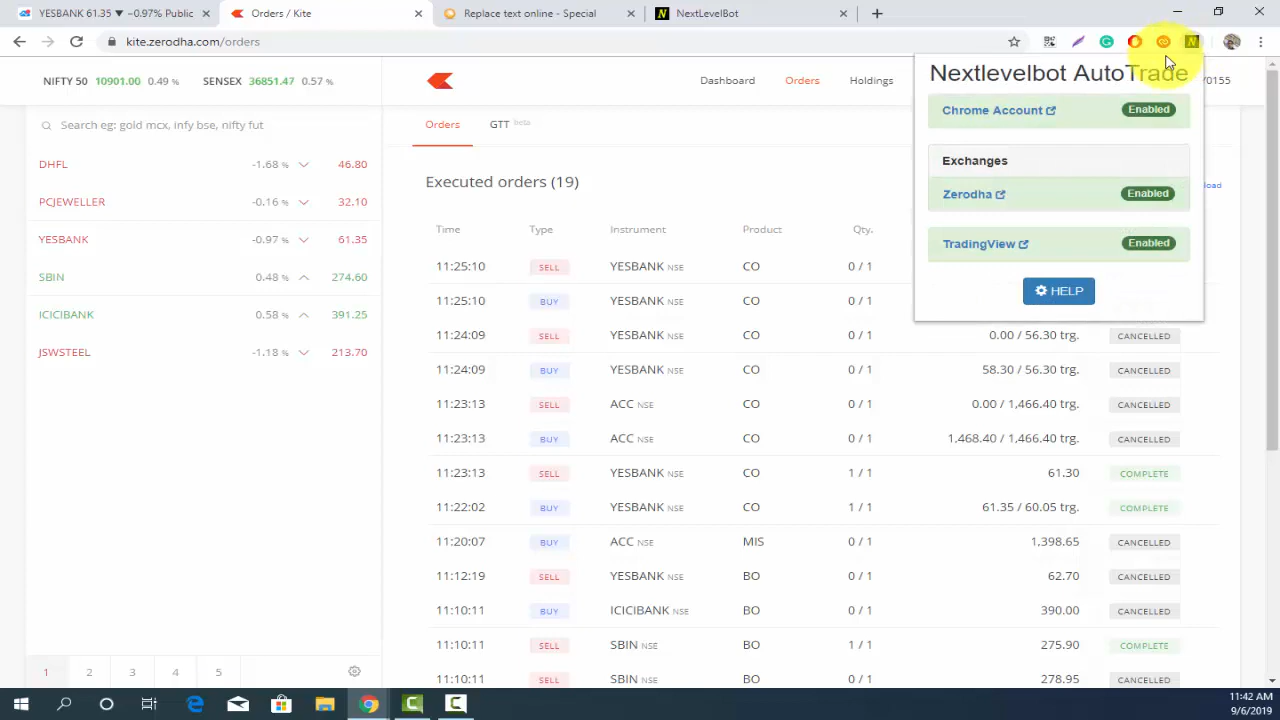 YESBANK 61.35 ▼ −0.97% Public
Orders / Kite
Replace text online - Special
NextLevelBot
kite.zerodha.com/orders
NIFTY 50 10901.00 0.49 %
SENSEX 36851.47 0.57 %
Dashboard
Orders
Holdings
0155
Search eg: gold mcx, infy bse, nifty fut
DHFL -1.68 % 46.80
PCJEWELLER -0.16 % 32.10
YESBANK -0.97 % 61.35
SBIN 0.48 % 274.60
ICICIBANK 0.58 % 391.25
JSWSTEEL -1.18 % 213.70
1 2 3 4 5
Orders
GTT beta
Executed orders (19)
load
Time Type Instrument Product Qty.
11:25:10 SELL YESBANK NSE CO 0 / 1
11:25:10 BUY YESBANK NSE CO 0 / 1
11:24:09 SELL YESBANK NSE CO 0 / 1 0.00 / 56.30 trg. CANCELLED
11:24:09 BUY YESBANK NSE CO 0 / 1 58.30 / 56.30 trg. CANCELLED
11:23:13 SELL ACC NSE CO 0 / 1 0.00 / 1,466.40 trg. CANCELLED
11:23:13 BUY ACC NSE CO 0 / 1 1,468.40 / 1,466.40 trg. CANCELLED
11:23:13 SELL YESBANK NSE CO 1 / 1 61.30 COMPLETE
11:22:02 BUY YESBANK NSE CO 1 / 1 61.35 / 60.05 trg. COMPLETE
11:20:07 BUY ACC NSE MIS 0 / 1 1,398.65 CANCELLED
11:12:19 SELL YESBANK NSE BO 0 / 1 62.70 CANCELLED
11:10:11 BUY ICICIBANK NSE BO 0 / 1 390.00 CANCELLED
11:10:11 SELL SBIN NSE BO 1 / 1 275.90 COMPLETE
11:10:11 SELL SBIN NSE BO 0 / 1 278.95 CANCELLED
Nextlevelbot AutoTrade
Chrome Account Enabled
Exchanges
Zerodha Enabled
TradingView Enabled
HELP
11:42 AM
9/6/2019